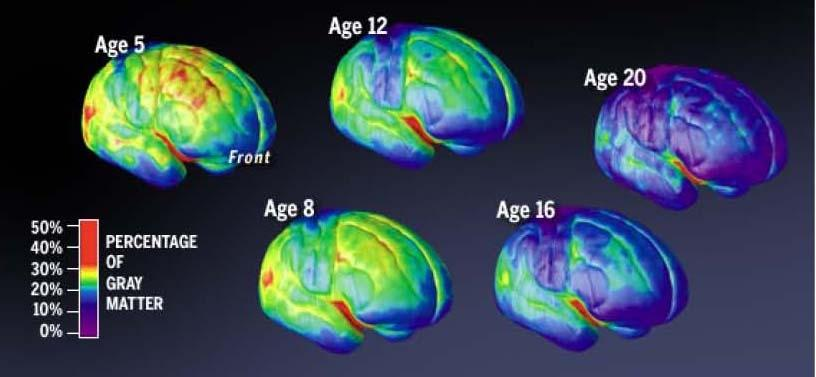 Age 5
Age 12
Age 20
Front
Age 8
Age 16
50%
40%
30%
20%
10%
0%
PERCENTAGE
OF
GRAY
MATTER